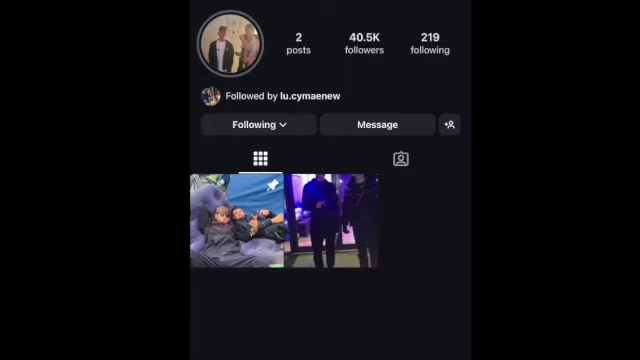 2 40.5K 219
posts followers following
Followed by lu.cymaenew
Following Message